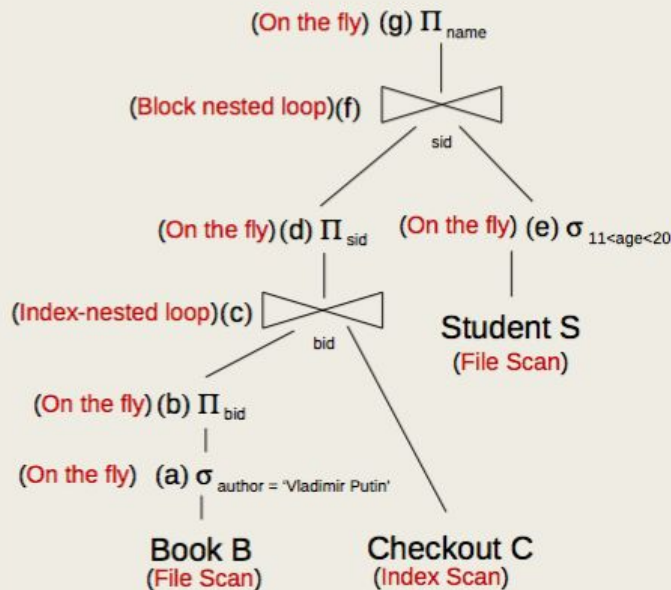 (On the fly) (g) Π name
(Block nested loop)(f)
sid
(On the fly) (d) Π sid
(On the fly) (e) σ 11<age<20
(Index-nested loop)(c)
bid
Student S
(File Scan)
(On the fly) (b) Π bid
(On the fly) (a) σ author = 'Vladimir Putin'
Book B
(File Scan)
Checkout C
(Index Scan)